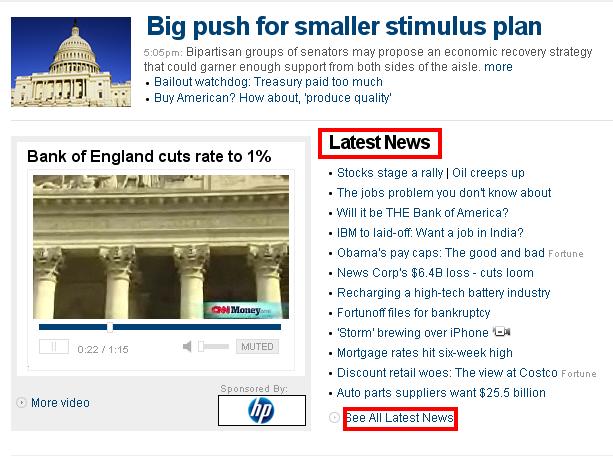 Big push for smaller stimulus plan
5:05pm: Bipartisan groups of senators may propose an economic recovery strategy
that could garner enough support from both sides of the aisle. more
Bailout watchdog: Treasury paid too much
Buy American? How about, 'produce quality'
Bank of England cuts rate to 1%
CNNMoney.com
0:22 / 1:15
MUTED
More video
Sponsored By:
hp
Latest News
Stocks stage a rally | Oil creeps up
The jobs problem you don't know about
Will it be THE Bank of America?
IBM to laid-off: Want a job in India?
Obama's pay caps: The good and bad Fortune
News Corp's $6.4B loss - cuts loom
Recharging a high-tech battery industry
Fortunoff files for bankruptcy
'Storm' brewing over iPhone
Mortgage rates hit six-week high
Discount retail woes: The view at Costco Fortune
Auto parts suppliers want $25.5 billion
See All Latest News